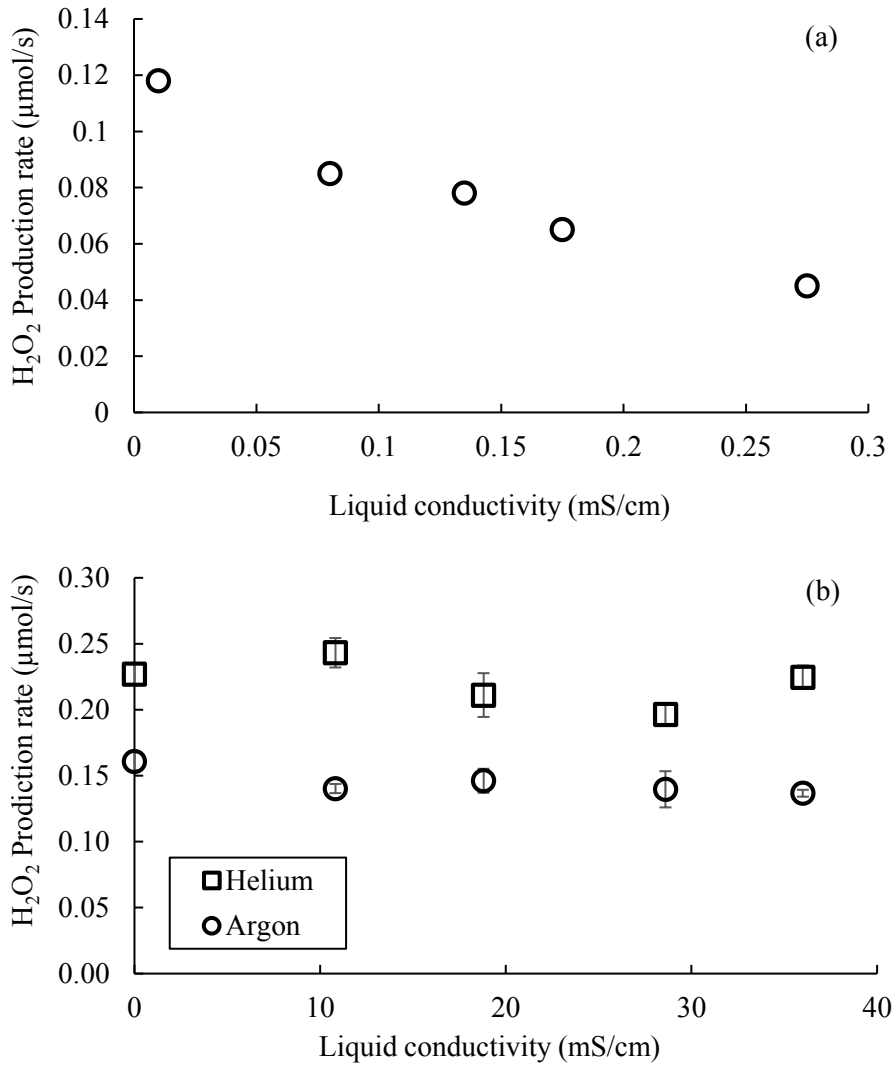 (a)
H₂O₂ Production rate (µmol/s)
0.14
0.12
0.1
0.08
0.06
0.04
0.02
0
0 0.05 0.1 0.15 0.2 0.25 0.3
Liquid conductivity (mS/cm)
(b)
H₂O₂ Prodiction rate (µmol/s)
0.30
0.25
0.20
0.15
0.10
0.05
0.00
Helium
Argon
0 10 20 30 40
Liquid conductivity (mS/cm)